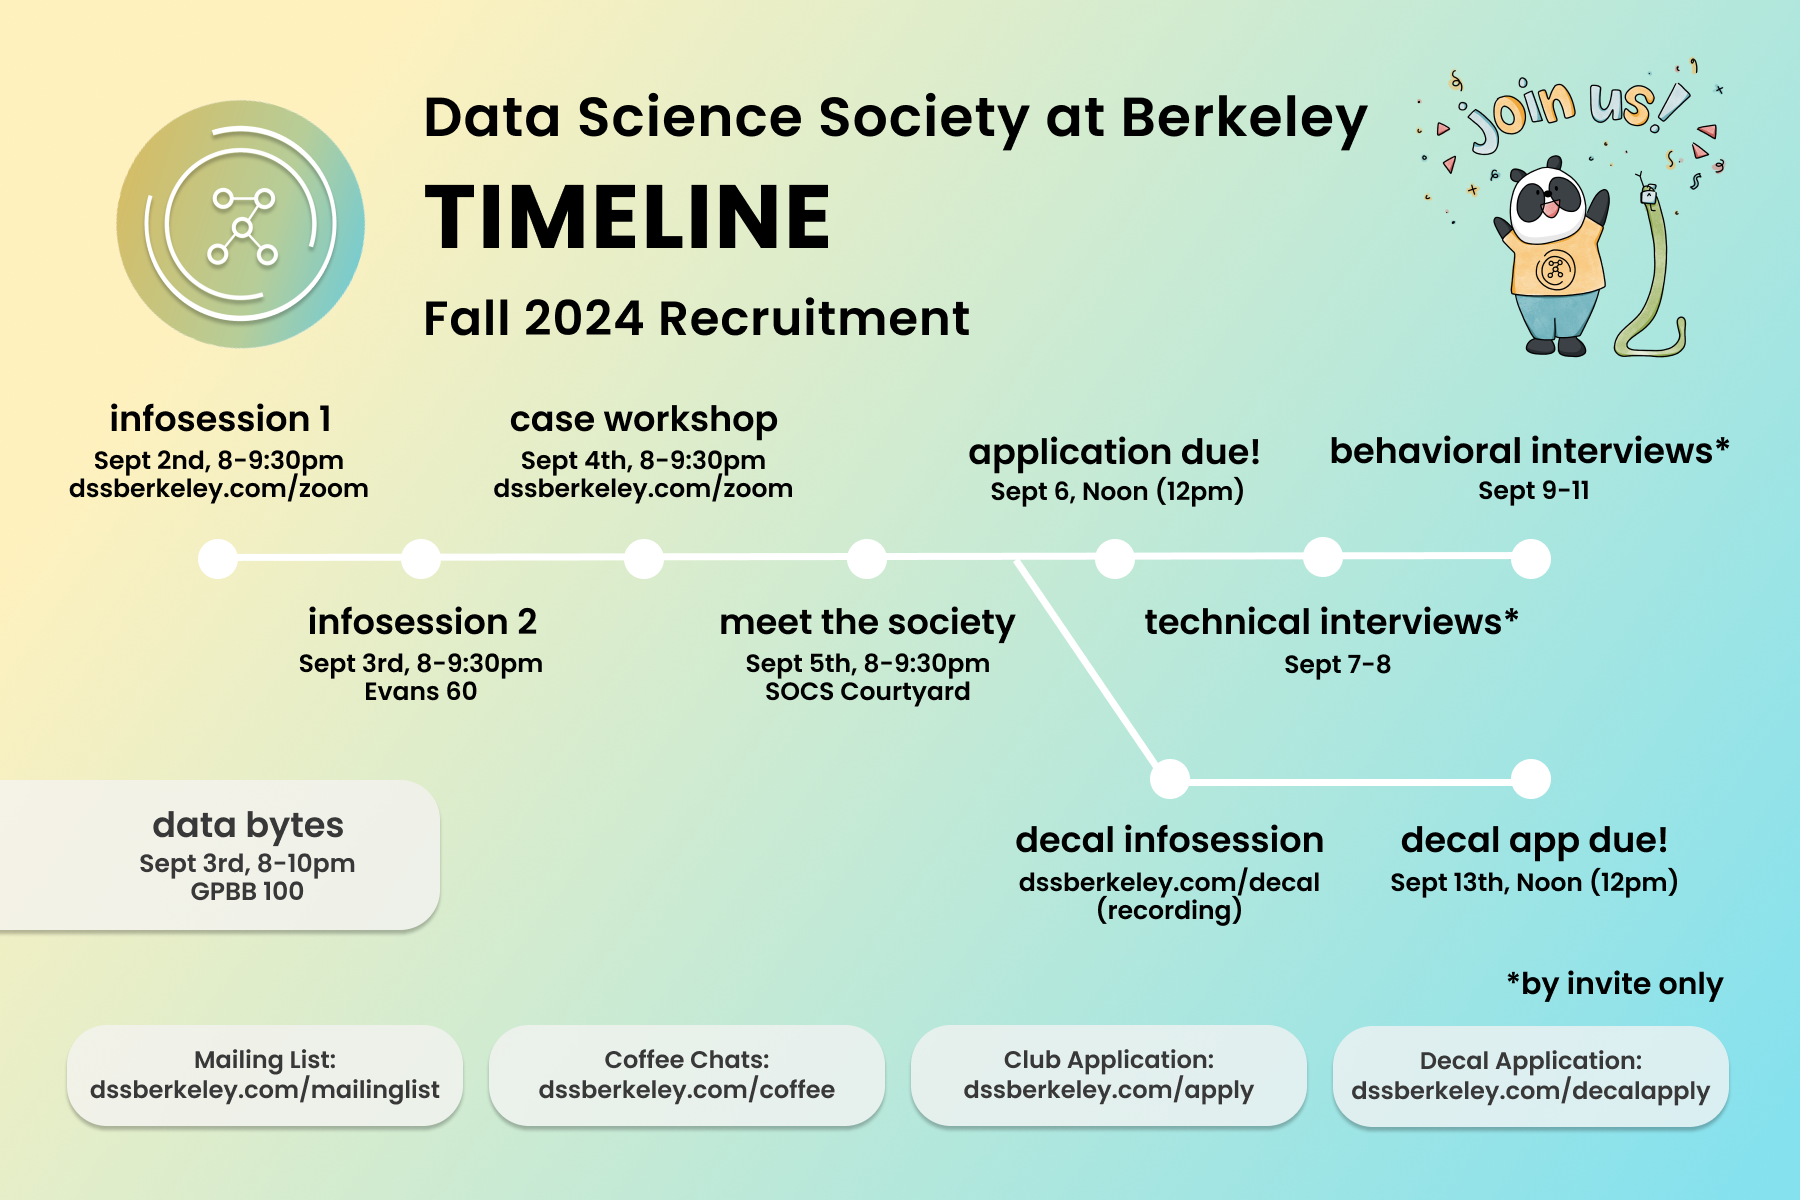 Data Science Society at Berkeley
TIMELINE
Fall 2024 Recruitment
join us!
infosession 1
Sept 2nd, 8-9:30pm
dssberkeley.com/zoom
infosession 2
Sept 3rd, 8-9:30pm
Evans 60
case workshop
Sept 4th, 8-9:30pm
dssberkeley.com/zoom
meet the society
Sept 5th, 8-9:30pm
SOCS Courtyard
application due!
Sept 6, Noon (12pm)
technical interviews*
Sept 7-8
behavioral interviews*
Sept 9-11
decal infosession
dssberkeley.com/decal
(recording)
decal app due!
Sept 13th, Noon (12pm)
data bytes
Sept 3rd, 8-10pm
GPBB 100
*by invite only
Mailing List:
dssberkeley.com/mailinglist
Coffee Chats:
dssberkeley.com/coffee
Club Application:
dssberkeley.com/apply
Decal Application:
dssberkeley.com/decalapply